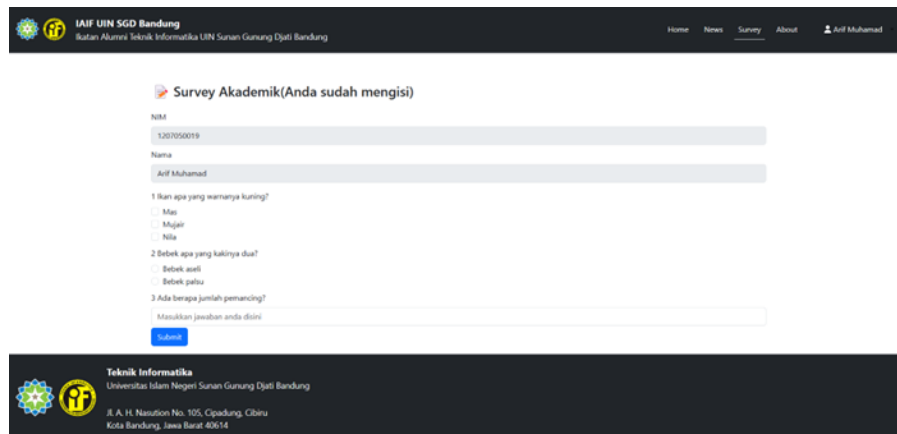 IAIF UIN SGD Bandung
Ikatan Alumni Teknik Informatika UIN Sunan Gunung Djati Bandung
Home News Survey About Arif Muhamad
Survey Akademik(Anda sudah mengisi)
NIM
1207050019
Nama
Arif Muhamad
1 Ikan apa yang warnanya kuning?
Mas
Mujair
Nila
2 Bebek apa yang kakinya dua?
Bebek aseli
Bebek palsu
3 Ada berapa jumlah pemancing?
Masukkan jawaban anda disini
Submit
Teknik Informatika
Universitas Islam Negeri Sunan Gunung Djati Bandung
Jl. A. H. Nasution No. 105, Cipadung, Cibiru
Kota Bandung, Jawa Barat 40614